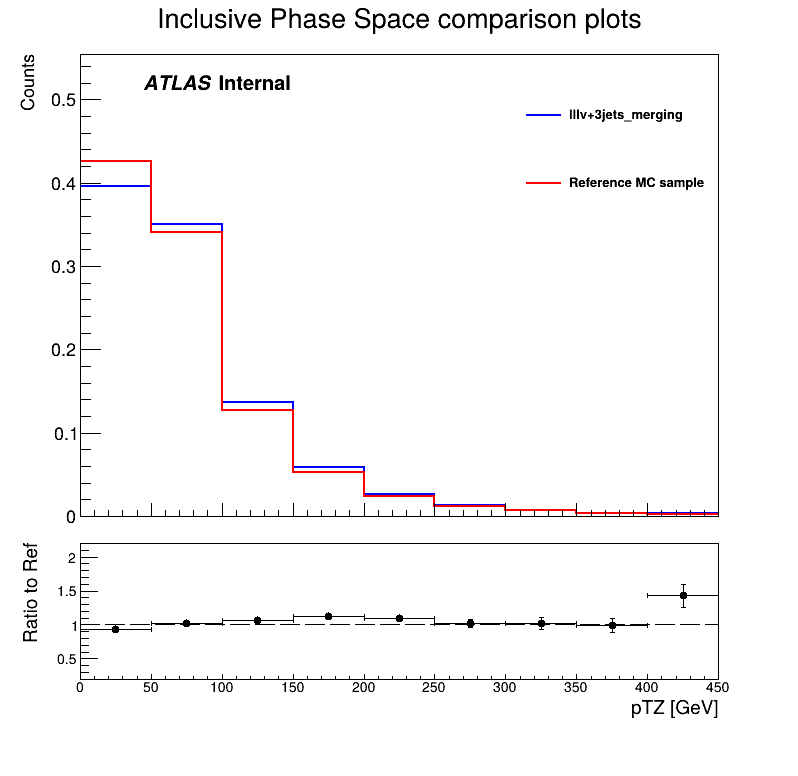 Inclusive Phase Space comparison plots
Counts
ATLAS Internal
lllv+3jets_merging
Reference MC sample
0.5
0.4
0.3
0.2
0.1
0
Ratio to Ref
2
1.5
1
0.5
0 50 100 150 200 250 300 350 400 450
pTZ [GeV]